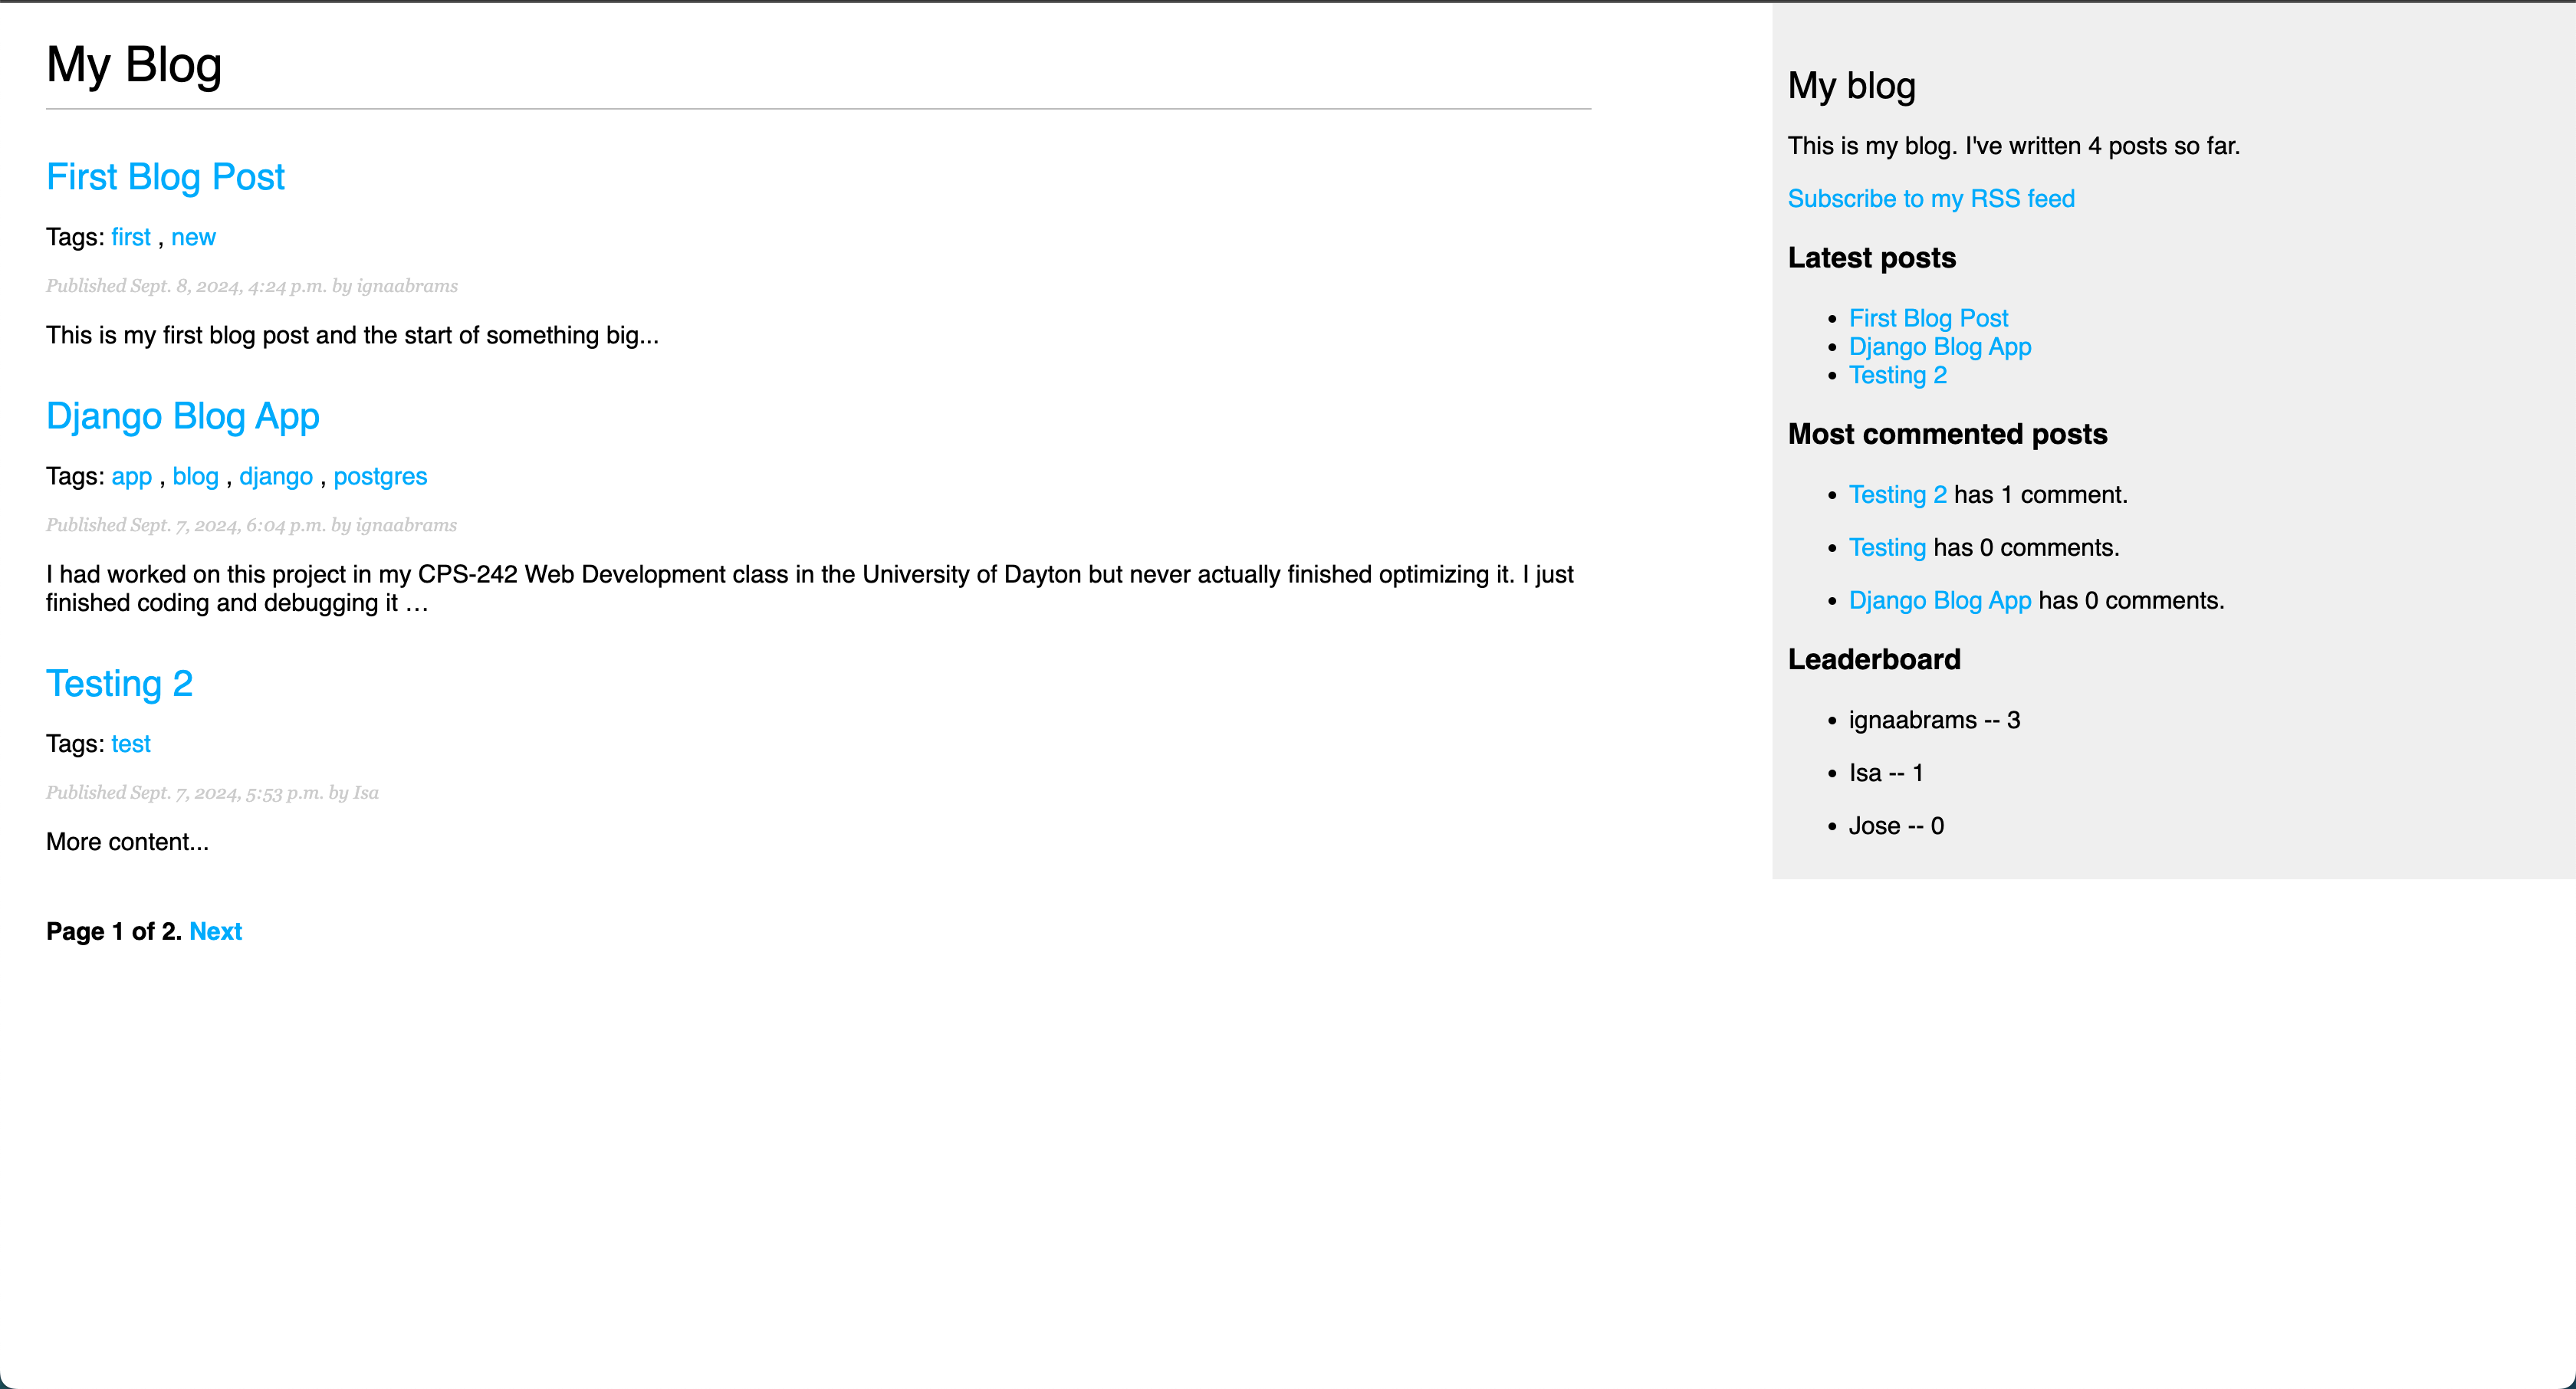 My Blog
First Blog Post
Tags: first , new
Published Sept. 8, 2024, 4:24 p.m. by ignaabrams
This is my first blog post and the start of something big...
Django Blog App
Tags: app , blog , django , postgres
Published Sept. 7, 2024, 6:04 p.m. by ignaabrams
I had worked on this project in my CPS-242 Web Development class in the University of Dayton but never actually finished optimizing it. I just
finished coding and debugging it …
Testing 2
Tags: test
Published Sept. 7, 2024, 5:53 p.m. by Isa
More content...
Page 1 of 2. Next
My blog
This is my blog. I've written 4 posts so far.
Subscribe to my RSS feed
Latest posts
• First Blog Post
• Django Blog App
• Testing 2
Most commented posts
• Testing 2 has 1 comment.
• Testing has 0 comments.
• Django Blog App has 0 comments.
Leaderboard
• ignaabrams -- 3
• Isa -- 1
• Jose -- 0